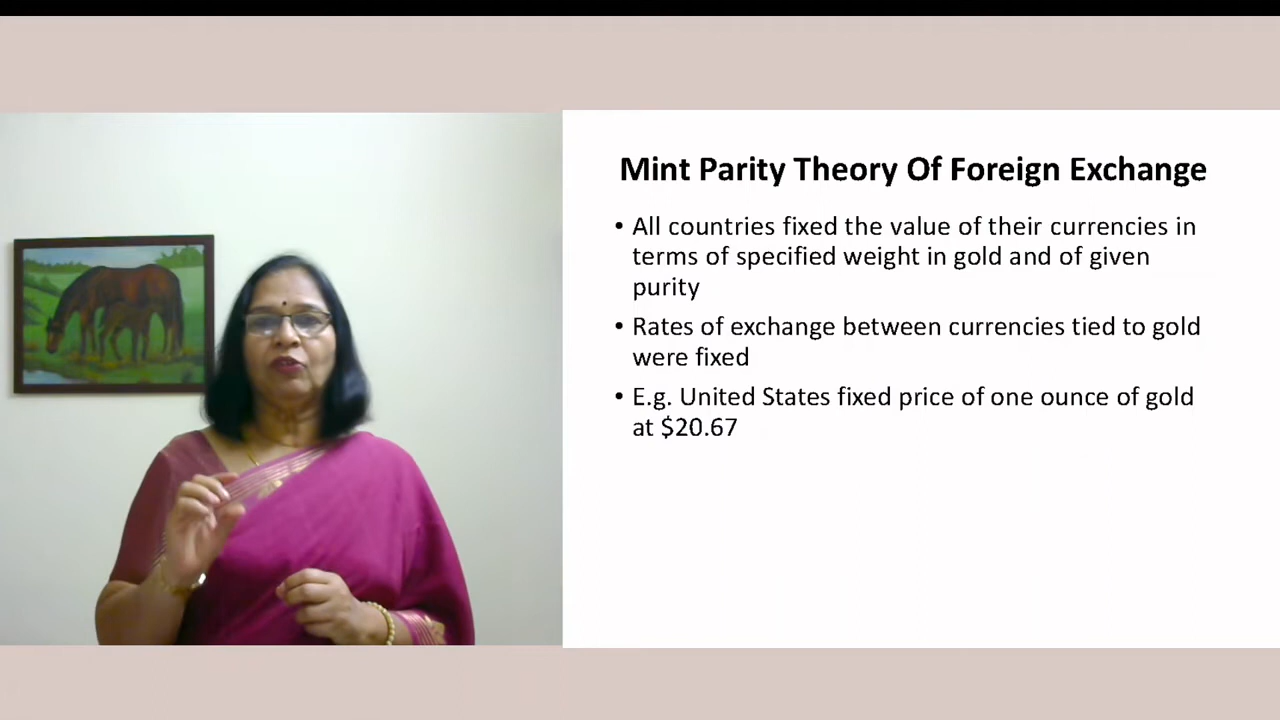 Mint Parity Theory Of Foreign Exchange
• All countries fixed the value of their currencies in
terms of specified weight in gold and of given
purity
• Rates of exchange between currencies tied to gold
were fixed
• E.g. United States fixed price of one ounce of gold
at $20.67